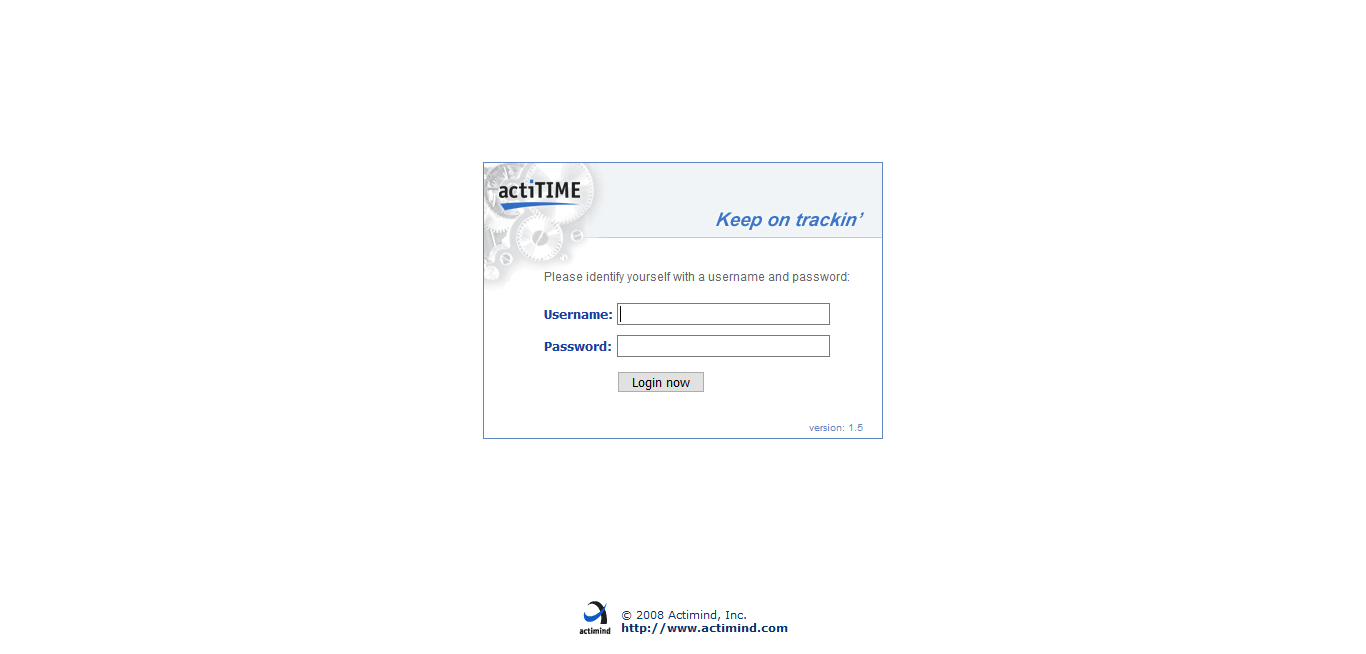 actiTIME
Keep on trackin’
Please identify yourself with a username and password:
Username:
Password:
Login now
version: 1.5
actimind
© 2008 Actimind, Inc.
http://www.actimind.com